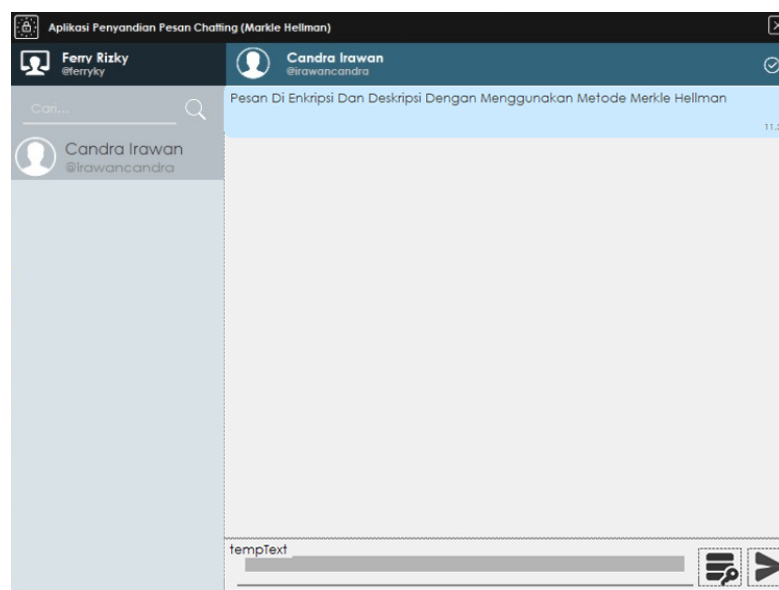 Aplikasi Penyandian Pesan Chatting (Markle Hellman)
Ferry Rizky
@ferryky
Candra Irawan
@irawancandra
Cari...
Candra Irawan
@irawancandra
Pesan Di Enkripsi Dan Deskripsi Dengan Menggunakan Metode Merkle Hellman
tempText